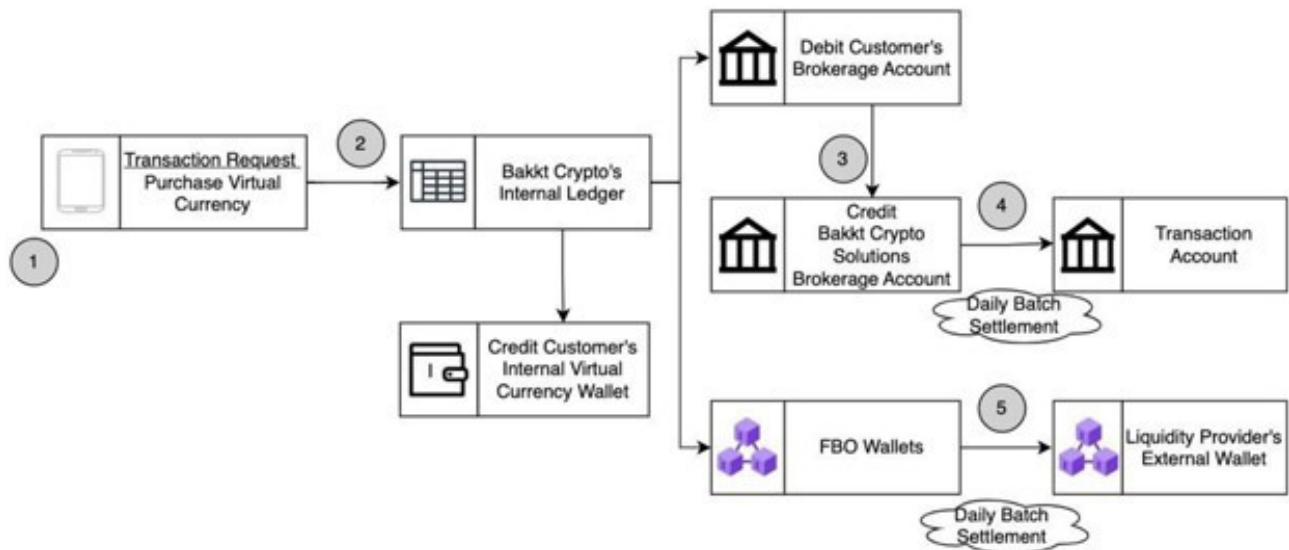 Debit Customer's
Brokerage Account
2
Transaction Request
Purchase Virtual
Currency
Bakkt Crypto's
Internal Ledger
3
1
Credit
Bakkt Crypto
Solutions
Brokerage Account
4
Transaction
Account
Daily Batch
Settlement
Credit Customer's
Internal Virtual
Currency Wallet
FBO Wallets
5
Liquidity Provider's
External Wallet
Daily Batch
Settlement